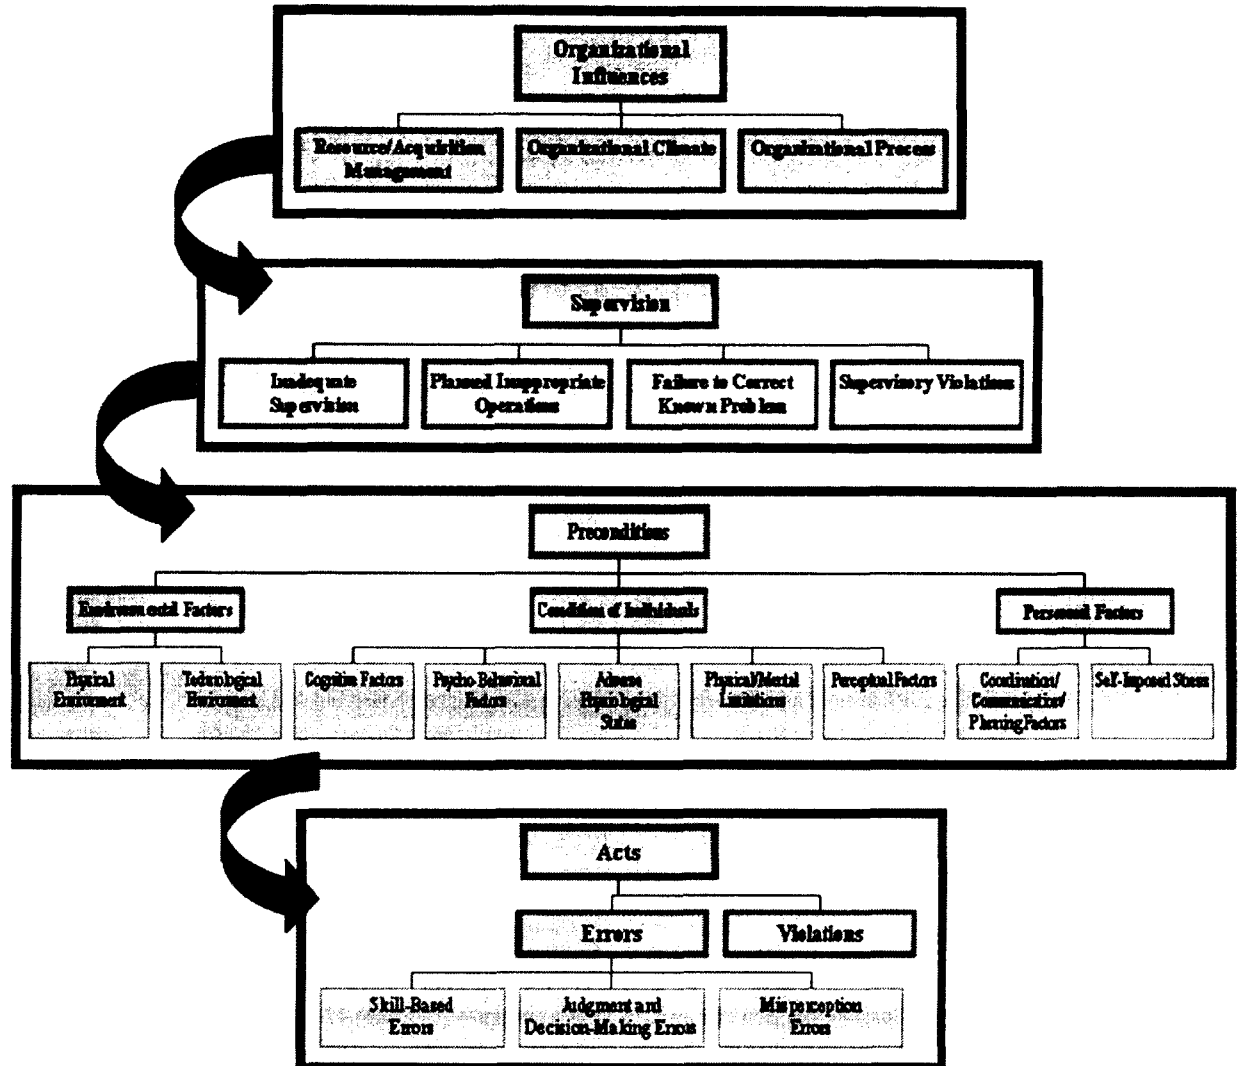 Organizational
Influences
Resource/Acquisition
Management
Organizational Climate
Organizational Process
Supervision
Inadequate
Supervision
Planned Inappropriate
Operations
Failure to Correct
Known Problem
Supervisory Violations
Preconditions
Environmental Factors
Condition of Individuals
Personnel Factors
Physical
Environment
Technological
Environment
Cognitive Factors
Psycho-Behavioral
Factors
Adverse
Physiological
States
Physical/Mental
Limitations
Perceptual Factors
Coordination/
Communication/
Planning Factors
Self-Imposed Stress
Acts
Errors
Violations
Skill-Based
Errors
Judgment and
Decision-Making Errors
Misperception
Errors